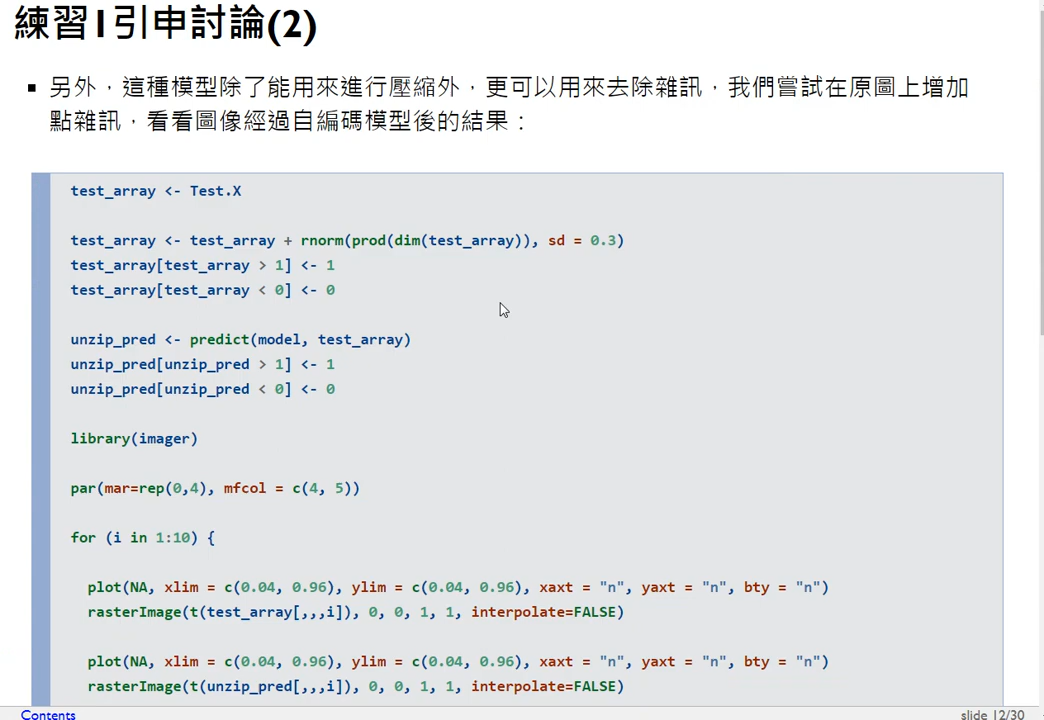 練習1引申討論(2)
▪ 另外，這種模型除了能用來進行壓縮外，更可以用來去除雜訊，我們嘗試在原圖上增加
點雜訊，看看圖像經過自編碼模型後的結果：
test_array <- Test.X
test_array <- test_array + rnorm(prod(dim(test_array)), sd = 0.3)
test_array[test_array > 1] <- 1
test_array[test_array < 0] <- 0
unzip_pred <- predict(model, test_array)
unzip_pred[unzip_pred > 1] <- 1
unzip_pred[unzip_pred < 0] <- 0
library(imager)
par(mar=rep(0,4), mfcol = c(4, 5))
for (i in 1:10) {
plot(NA, xlim = c(0.04, 0.96), ylim = c(0.04, 0.96), xaxt = "n", yaxt = "n", bty = "n")
rasterImage(t(test_array[,,,i]), 0, 0, 1, 1, interpolate=FALSE)
plot(NA, xlim = c(0.04, 0.96), ylim = c(0.04, 0.96), xaxt = "n", yaxt = "n", bty = "n")
rasterImage(t(unzip_pred[,,,i]), 0, 0, 1, 1, interpolate=FALSE)
Contents
slide 12/30